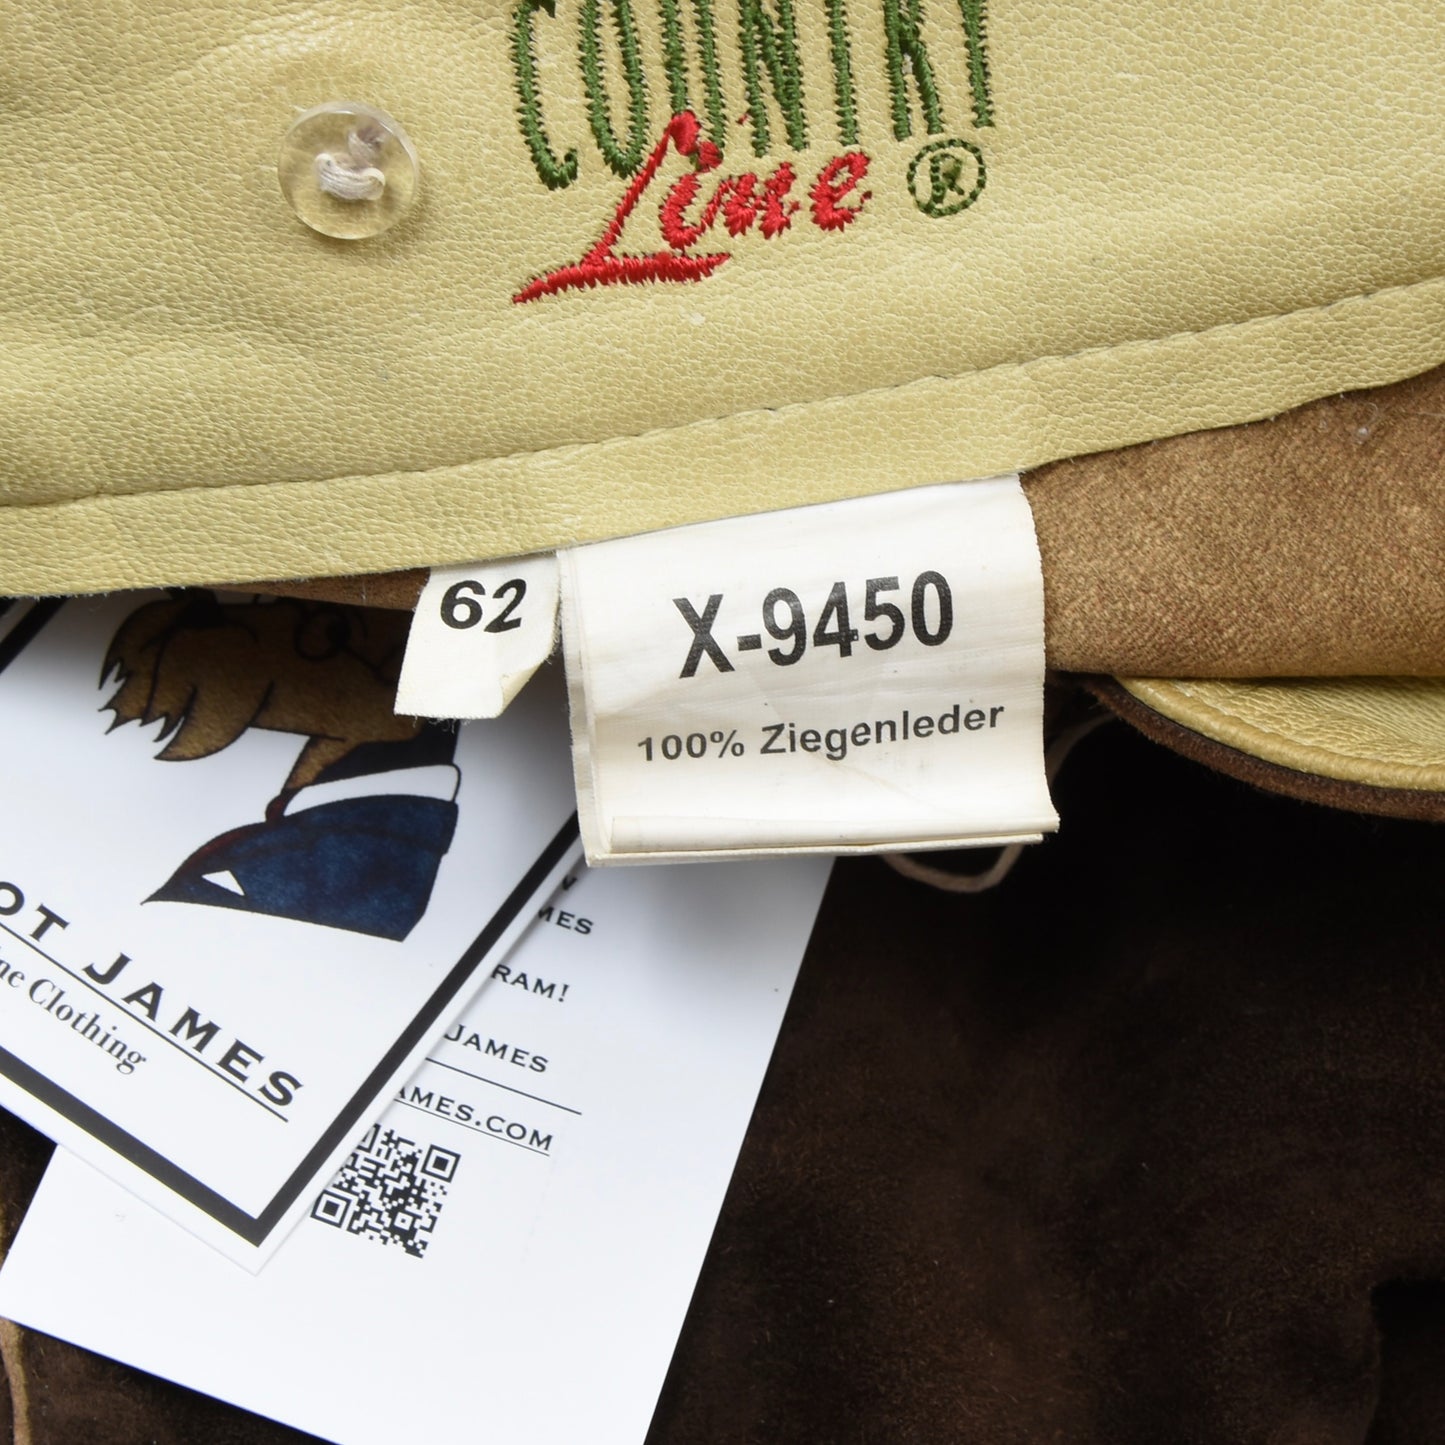 COUNTRY
Line ®
62
X-9450
100% Ziegenleder
OT JAMES
ne Clothing
MES
RAM!
JAMES
AMES.COM